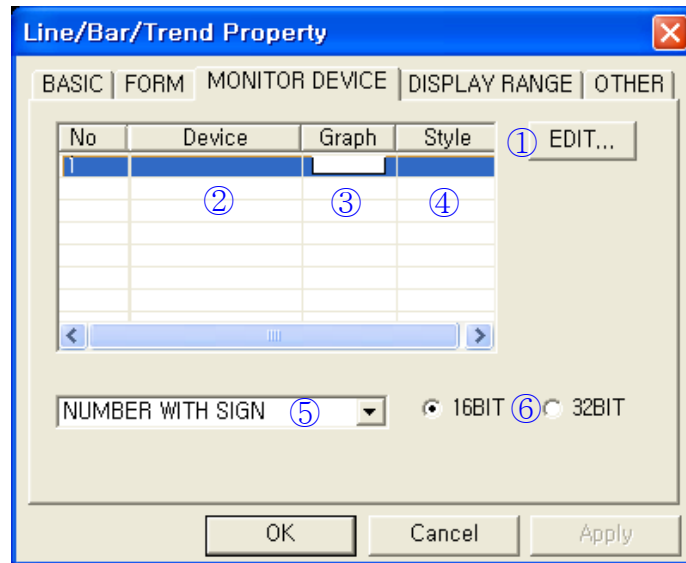 Line/Bar/Trend Property
BASIC FORM MONITOR DEVICE DISPLAY RANGE OTHER
No Device Graph Style ① EDIT...
1
② ③ ④
NUMBER WITH SIGN ⑤ 16BIT ⑥ 32BIT
OK Cancel Apply